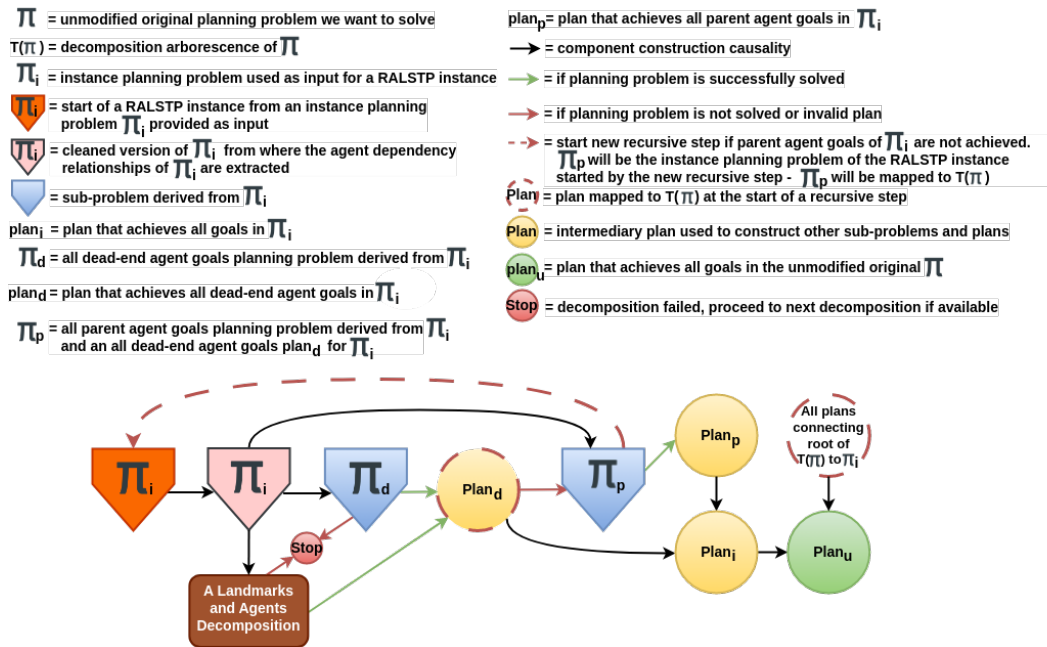 π = unmodified original planning problem we want to solve
T(π) = decomposition arborescence of π
πi = instance planning problem used as input for a RALSTP instance
πi = start of a RALSTP instance from an instance planning
problem πi provided as input
πi = cleaned version of πi from where the agent dependency
relationships of πi are extracted
= sub-problem derived from πi
plani = plan that achieves all goals in πi
πd = all dead-end agent goals planning problem derived from πi
pland = plan that achieves all dead-end agent goals in πi
πp = all parent agent goals planning problem derived from πi
and an all dead-end agent goals pland for πi
planp = plan that achieves all parent agent goals in πi
= component construction causality
= if planning problem is successfully solved
= if planning problem is not solved or invalid plan
= start new recursive step if parent agent goals of πi are not achieved.
πp will be the instance planning problem of the RALSTP instance
started by the new recursive step - πp will be mapped to T(π)
Plan = plan mapped to T(π) at the start of a recursive step
Plan = intermediary plan used to construct other sub-problems and plans
planu = plan that achieves all goals in the unmodified original π
Stop = decomposition failed, proceed to next decomposition if available
πi
πi
πd
Pland
πp
Planp
All plans
connecting
root of
T(π) to πi
Stop
Plani
Planu
A Landmarks
and Agents
Decomposition